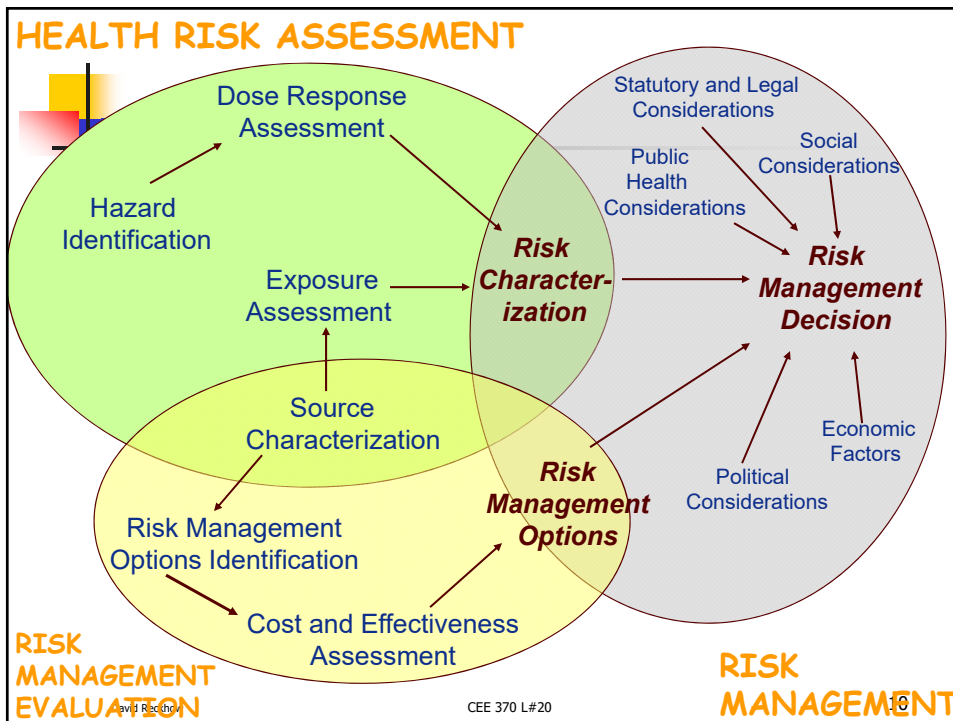 HEALTH RISK ASSESSMENT
Dose Response
Assessment
Hazard
Identification
Exposure
Assessment
Source
Characterization
Risk Management
Options Identification
Cost and Effectiveness
Assessment
Risk
Character-
ization
Risk
Management
Options
Statutory and Legal
Considerations
Social
Considerations
Public
Health
Considerations
Risk
Management
Decision
Economic
Factors
Political
Considerations
RISK
MANAGEMENT
EVALUATION
David
CEE 370 L#20
RISK
MANAGEMENT